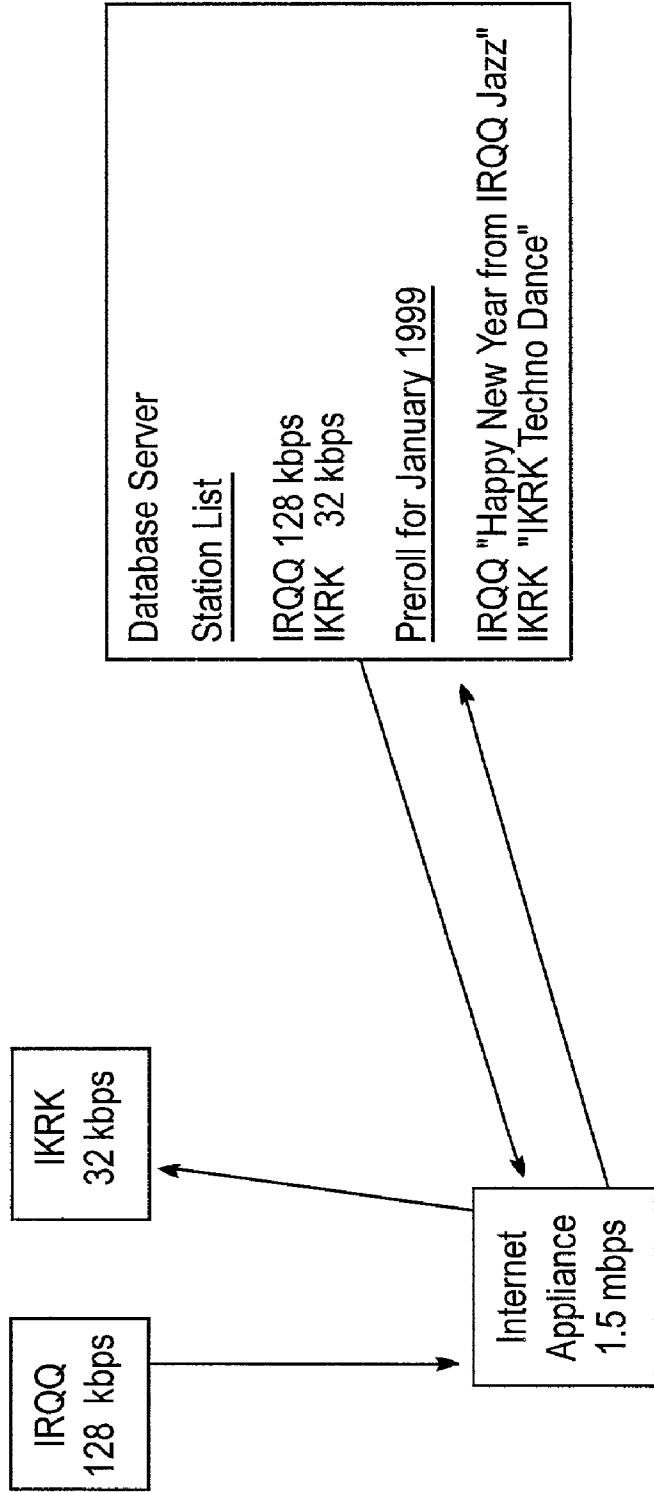 IRQQ
128 kbps
IKRK
32 kbps
Internet
Appliance
1.5 mbps
Database Server
Station List
IRQQ 128 kbps
IKRK 32 kbps
Preroll for January 1999
IRQQ "Happy New Year from IRQQ Jazz"
IKRK "IKRK Techno Dance"